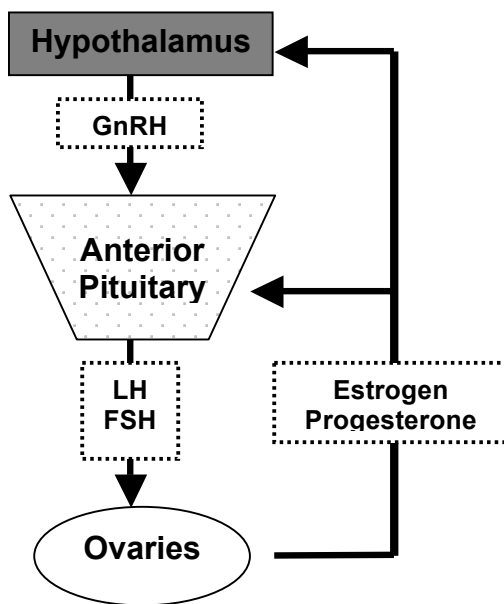 Hypothalamus
GnRH
Anterior
Pituitary
LH
FSH
Estrogen
Progesterone
Ovaries